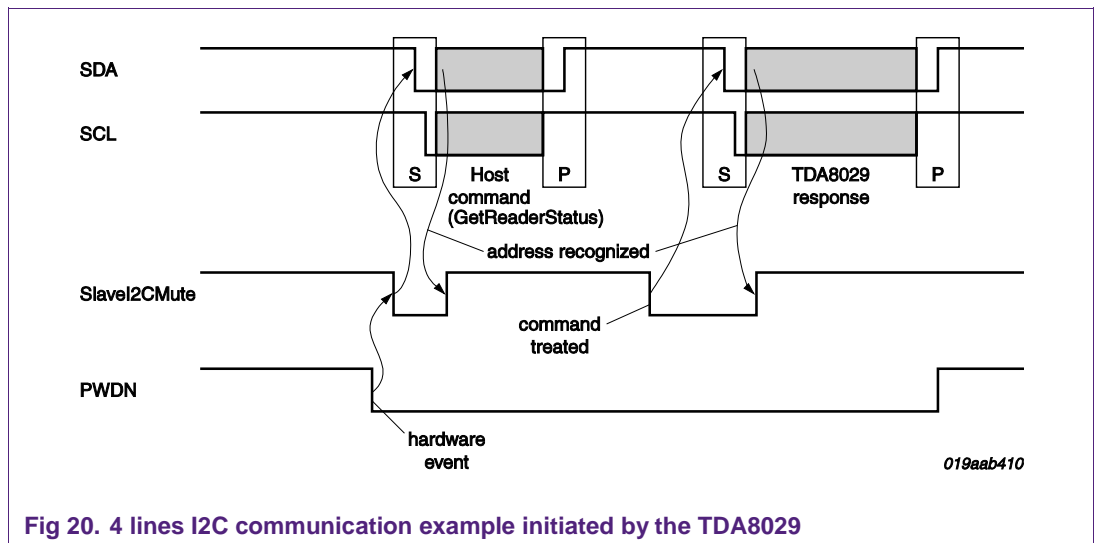 SDA
SCL
S
Host
command
(GetReaderStatus)
P
S
TDA8029
response
P
address recognized
SlaveI2CMute
command
treated
PWDN
hardware
event
019aab410
Fig 20. 4 lines I2C communication example initiated by the TDA8029